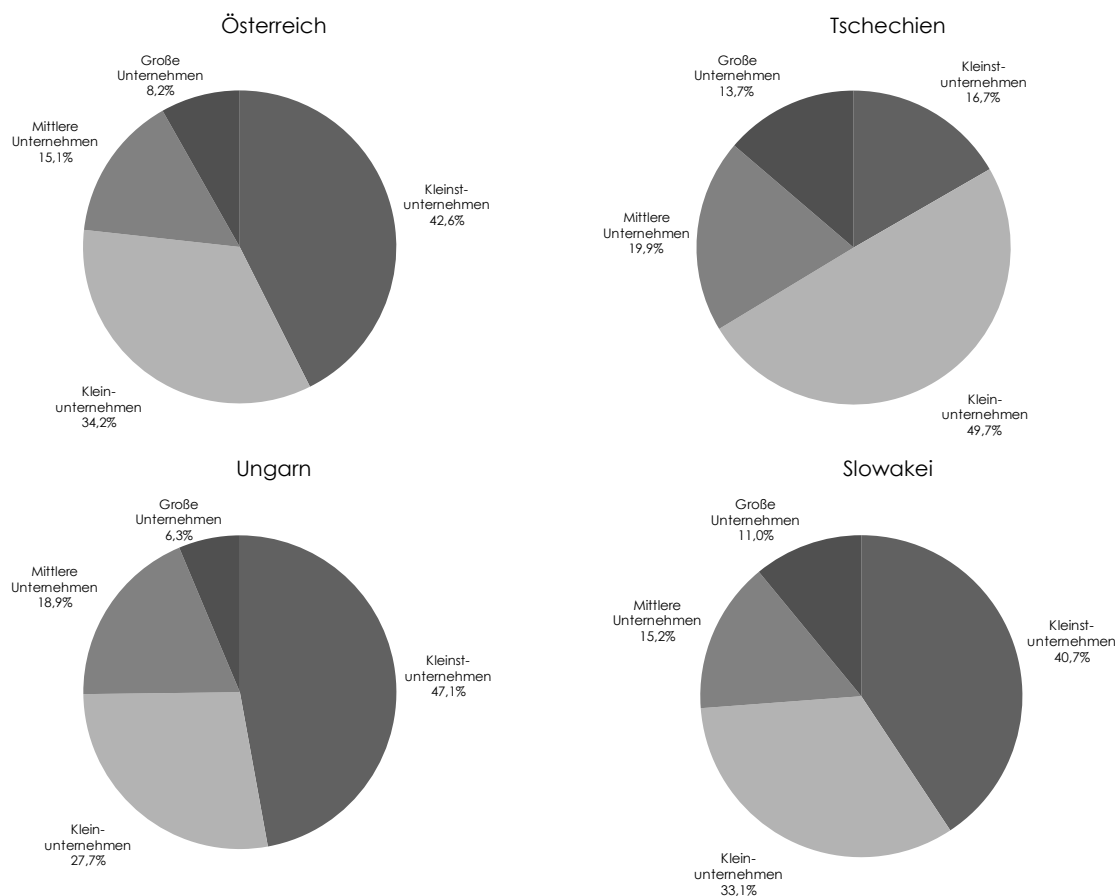 Österreich
Große
Unternehmen
8,2%
Mittlere
Unternehmen
15,1%
Kleinst-
unternehmen
42,6%
Klein-
unternehmen
34,2%
Tschechien
Große
Unternehmen
13,7%
Kleinst-
unternehmen
16,7%
Mittlere
Unternehmen
19,9%
Klein-
unternehmen
49,7%
Ungarn
Große
Unternehmen
6,3%
Mittlere
Unternehmen
18,9%
Kleinst-
unternehmen
47,1%
Klein-
unternehmen
27,7%
Slowakei
Große
Unternehmen
11,0%
Mittlere
Unternehmen
15,2%
Kleinst-
unternehmen
40,7%
Klein-
unternehmen
33,1%